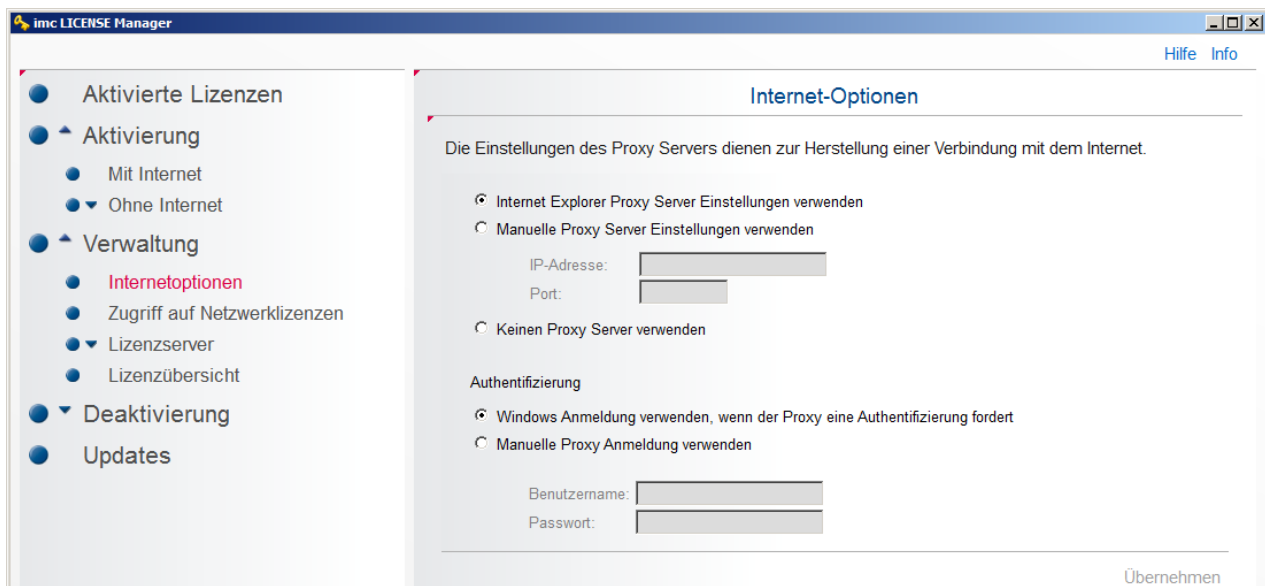 imc LICENSE Manager
Hilfe Info
Aktivierte Lizenzen
Aktivierung
Mit Internet
Ohne Internet
Verwaltung
Internetoptionen
Zugriff auf Netzwerklizenzen
Lizenzserver
Lizenzübersicht
Deaktivierung
Updates
Internet-Optionen
Die Einstellungen des Proxy Servers dienen zur Herstellung einer Verbindung mit dem Internet.
Internet Explorer Proxy Server Einstellungen verwenden
Manuelle Proxy Server Einstellungen verwenden
IP-Adresse:
Port:
Keinen Proxy Server verwenden
Authentifizierung
Windows Anmeldung verwenden, wenn der Proxy eine Authentifizierung fordert
Manuelle Proxy Anmeldung verwenden
Benutzername:
Passwort:
Übernehmen